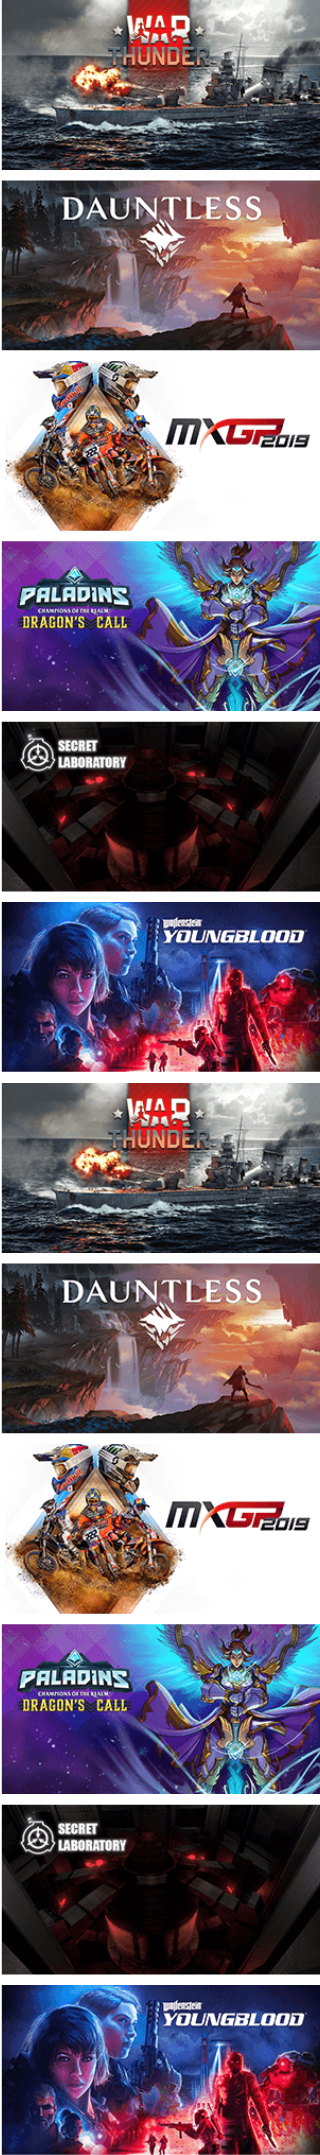 WAR
THUNDER
DAUNTLESS
MXGP2019
PALADINS
CHAMPIONS OF THE REALM
DRAGON'S CALL
SECRET
LABORATORY
Wolfenstein
YOUNGBLOOD
WAR
THUNDER
DAUNTLESS
MXGP2019
PALADINS
CHAMPIONS OF THE REALM
DRAGON'S CALL
SECRET
LABORATORY
Wolfenstein
YOUNGBLOOD